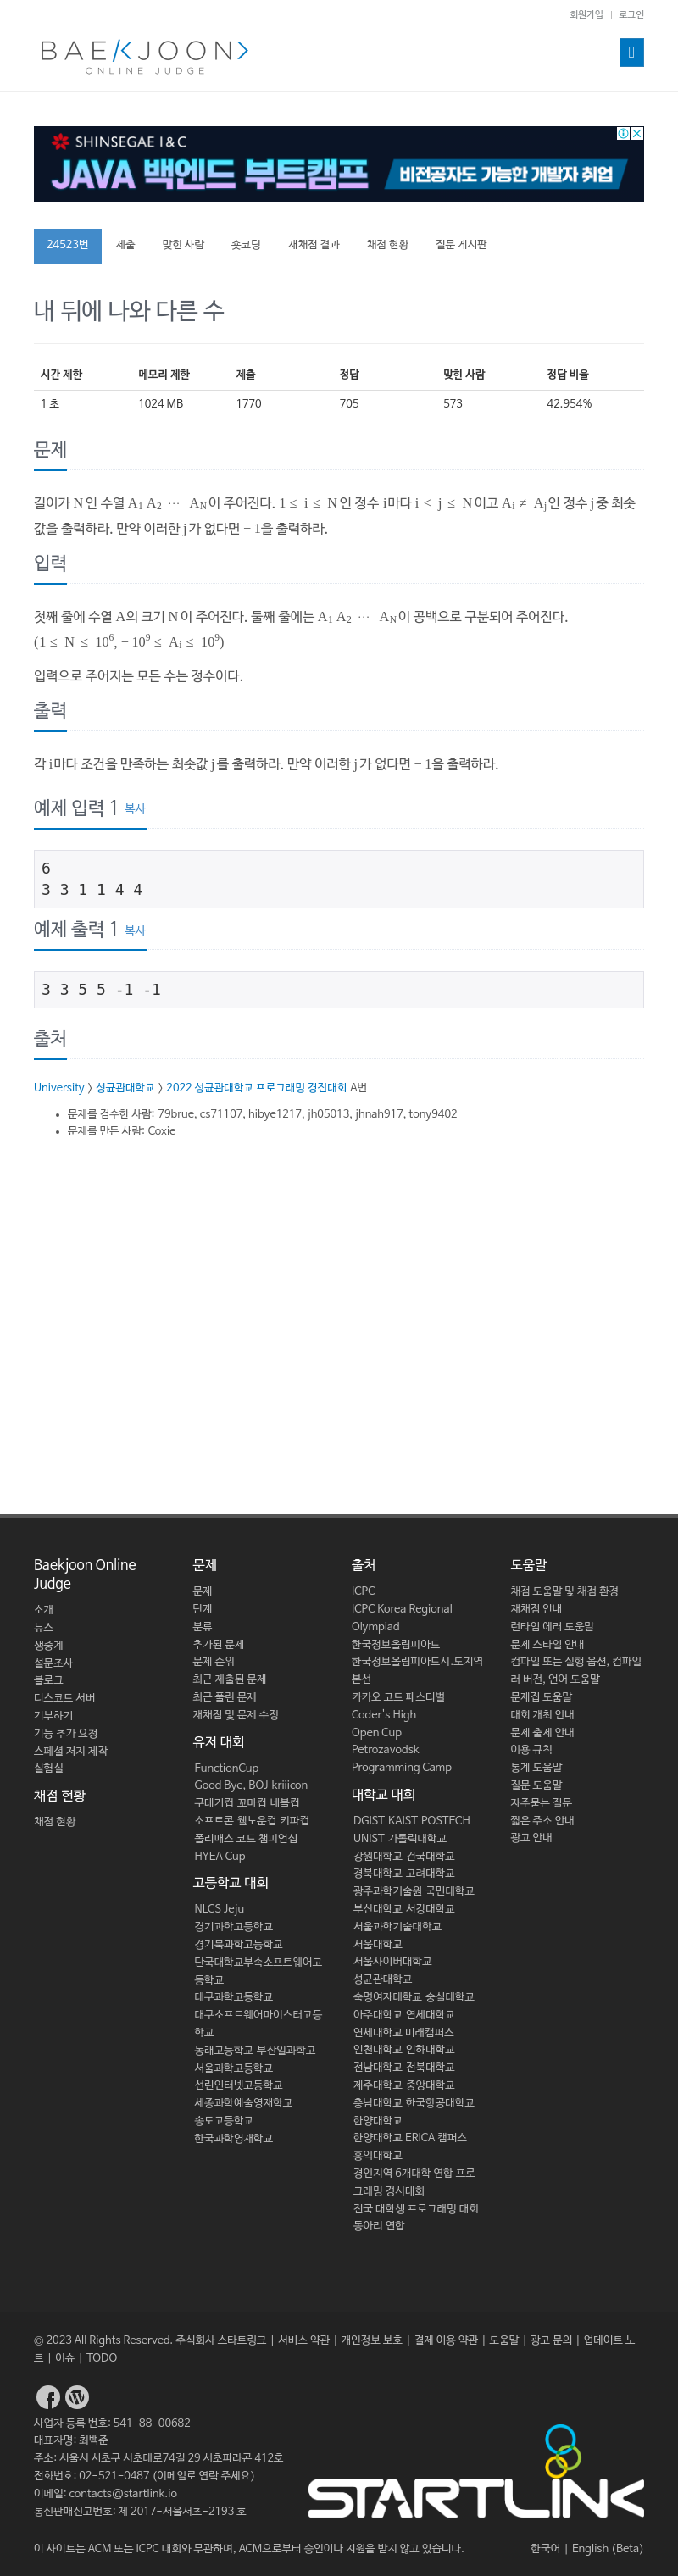 회원가입 | 로그인
BAEKJOON
ONLINE JUDGE
SHINSEGAE I&C
JAVA 백엔드 부트캠프
비전공자도 가능한 개발자 취업
24523번 제출 맞힌 사람 숏코딩 재채점 결과 채점 현황 질문 게시판
내 뒤에 나와 다른 수
시간 제한 메모리 제한 제출 정답 맞힌 사람 정답 비율
1 초 1024 MB 1770 705 573 42.954%
문제
길이가 N인 수열 A₁ A₂ ⋯ A_N이 주어진다. 1 ≤ i ≤ N인 정수 i마다 i < j ≤ N이고 Aᵢ ≠ Aⱼ인 정수 j 중 최솟
값을 출력하라. 만약 이러한 j가 없다면 −1을 출력하라.
입력
첫째 줄에 수열 A의 크기 N이 주어진다. 둘째 줄에는 A₁ A₂ ⋯ A_N이 공백으로 구분되어 주어진다.
(1 ≤ N ≤ 10⁶, −10⁹ ≤ Aᵢ ≤ 10⁹)
입력으로 주어지는 모든 수는 정수이다.
출력
각 i마다 조건을 만족하는 최솟값 j를 출력하라. 만약 이러한 j가 없다면 −1을 출력하라.
예제 입력 1 복사
6
3 3 1 1 4 4
예제 출력 1 복사
3 3 5 5 -1 -1
출처
University > 성균관대학교 > 2022 성균관대학교 프로그래밍 경진대회 A번
• 문제를 검수한 사람: 79brue, cs71107, hibye1217, jh05013, jhnah917, tony9402
• 문제를 만든 사람: Coxie
Baekjoon Online
Judge
소개
뉴스
생중계
설문조사
블로그
디스코드 서버
기부하기
기능 추가 요청
스페셜 저지 제작
실험실
채점 현황
채점 현황
문제
문제
단계
분류
추가된 문제
문제 순위
최근 제출된 문제
최근 풀린 문제
재채점 및 문제 수정
유저 대회
FunctionCup
Good Bye, BOJ kriiicon
구데기컵 꼬마컵 네블컵
소프트콘 웰노운컵 키파컵
폴리매스 코드 챔피언십
HYEA Cup
고등학교 대회
NLCS Jeju
경기과학고등학교
경기북과학고등학교
단국대학교부속소프트웨어고
등학교
대구과학고등학교
대구소프트웨어마이스터고등
학교
동래고등학교 부산일과학고
서울과학고등학교
선린인터넷고등학교
세종과학예술영재학교
송도고등학교
한국과학영재학교
출처
ICPC
ICPC Korea Regional
Olympiad
한국정보올림피아드
한국정보올림피아드시.도지역
본선
카카오 코드 페스티벌
Coder's High
Open Cup
Petrozavodsk
Programming Camp
대학교 대회
DGIST KAIST POSTECH
UNIST 가톨릭대학교
강원대학교 건국대학교
경북대학교 고려대학교
광주과학기술원 국민대학교
부산대학교 서강대학교
서울과학기술대학교
서울대학교
서울사이버대학교
성균관대학교
숙명여자대학교 숭실대학교
아주대학교 연세대학교
연세대학교 미래캠퍼스
인천대학교 인하대학교
전남대학교 전북대학교
제주대학교 중앙대학교
충남대학교 한국항공대학교
한양대학교
한양대학교 ERICA 캠퍼스
홍익대학교
경인지역 6개대학 연합 프로
그래밍 경시대회
전국 대학생 프로그래밍 대회
동아리 연합
도움말
채점 도움말 및 채점 환경
재채점 안내
런타임 에러 도움말
문제 스타일 안내
컴파일 또는 실행 옵션, 컴파일
러 버전, 언어 도움말
문제집 도움말
대회 개최 안내
문제 출제 안내
이용 규칙
통계 도움말
질문 도움말
자주묻는 질문
짧은 주소 안내
광고 안내
© 2023 All Rights Reserved. 주식회사 스타트링크 | 서비스 약관 | 개인정보 보호 | 결제 이용 약관 | 도움말 | 광고 문의 | 업데이트 노
트 | 이슈 | TODO
사업자 등록 번호: 541-88-00682
대표자명: 최백준
주소: 서울시 서초구 서초대로74길 29 서초파라곤 412호
전화번호: 02-521-0487 (이메일로 연락 주세요)
이메일: contacts@startlink.io
통신판매신고번호: 제 2017-서울서초-2193 호
STARTLINK
이 사이트는 ACM 또는 ICPC 대회와 무관하며, ACM으로부터 승인이나 지원을 받지 않고 있습니다.
한국어 | English (Beta)